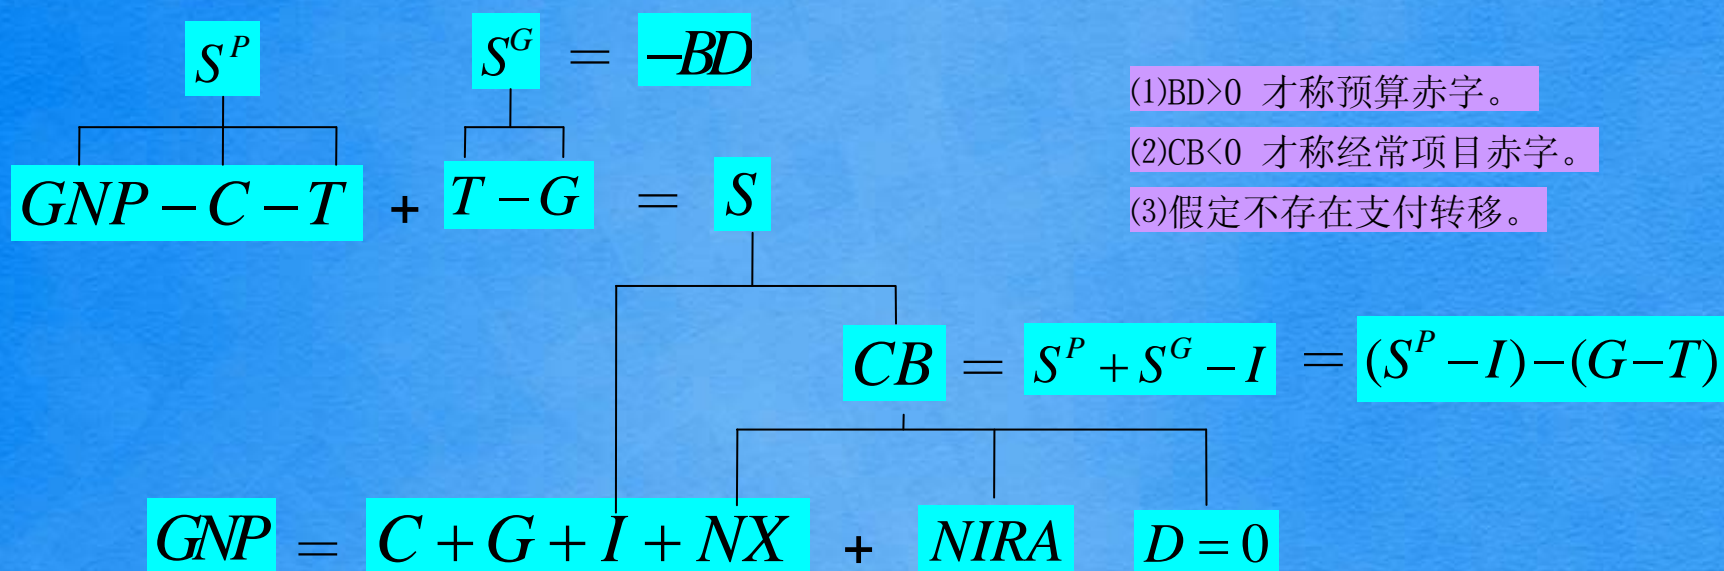 S^P
S^G = −BD
⑴BD>0 才称预算赤字。
⑵CB<0 才称经常项目赤字。
⑶假定不存在支付转移。
GNP − C − T + T − G = S
CB = S^P + S^G − I = (S^P − I) − (G − T)
GNP = C + G + I + NX + NIRA D = 0